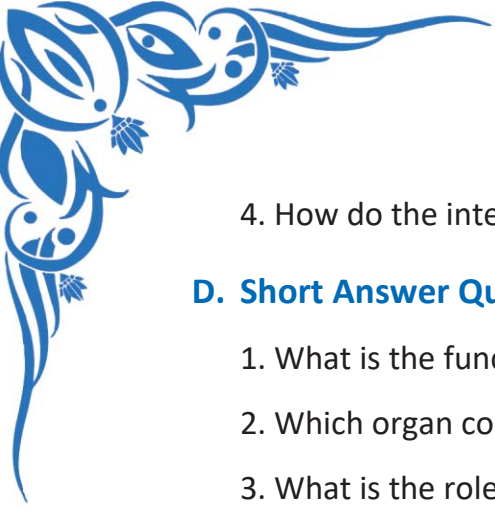 4. How do the inte
D. Short Answer Qu
1. What is the func
2. Which organ co
3. What is the role